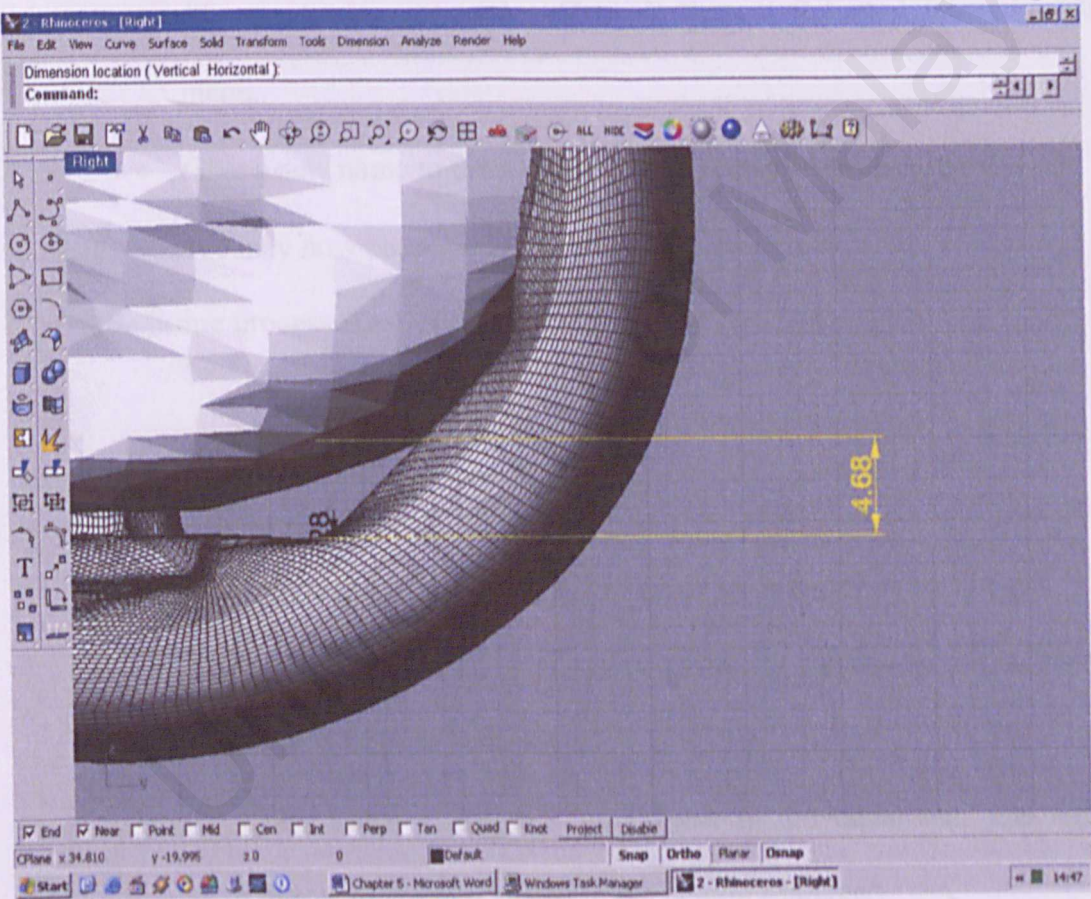 2 - Rhinoceros - [Right]
File Edit View Curve Surface Solid Transform Tools Dimension Analyze Render Help
Dimension location ( Vertical Horizontal ):
Command:
ALL HIDE
Right
4.68
T
End Near Point Mid Cen Int Perp Tan Quad Knot Project Disable
CPlane x 34.810 y -19.995 z 0 0 Default Snap Ortho Planar Osnap
Start Chapter 5 - Microsoft Word Windows Task Manager 2 - Rhinoceros - [Right] 14:47